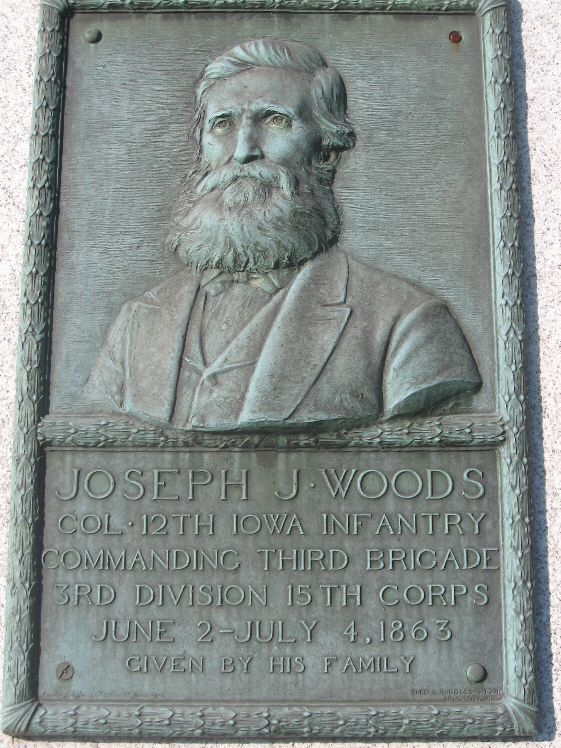 JOSEPH J. WOODS
COL. 12TH IOWA INFANTRY
COMMANDING THIRD BRIGADE
3RD DIVISION 15TH CORPS
JUNE 2-JULY 4, 1863
GIVEN BY HIS FAMILY